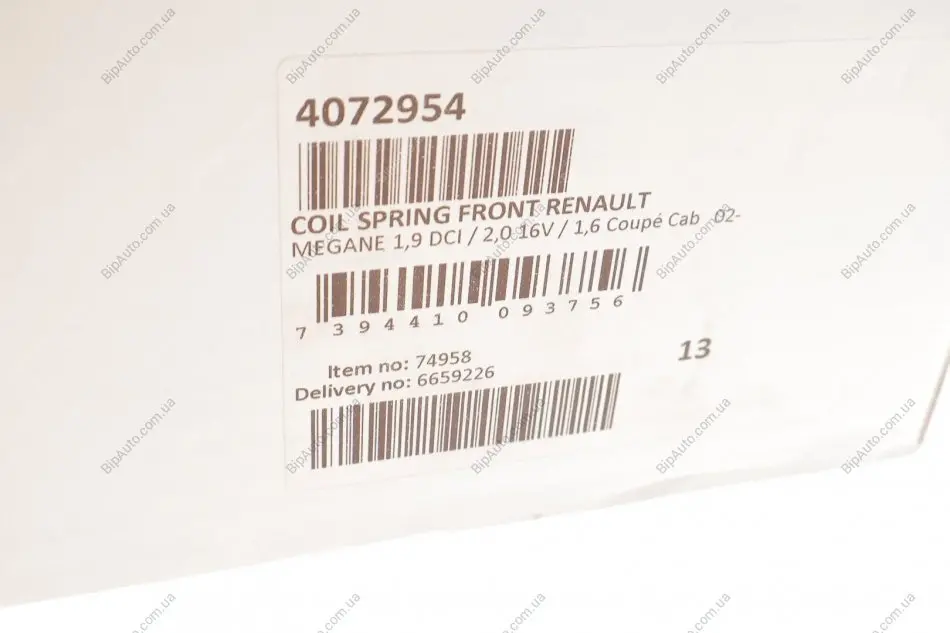 4072954
COIL SPRING FRONT RENAULT
MEGANE 1,9 DCI / 2,0 16V / 1,6 Coupé Cab 02-
7 394410 093756
Item no: 74958
13
Delivery no: 6659226
BipAuto.com.ua